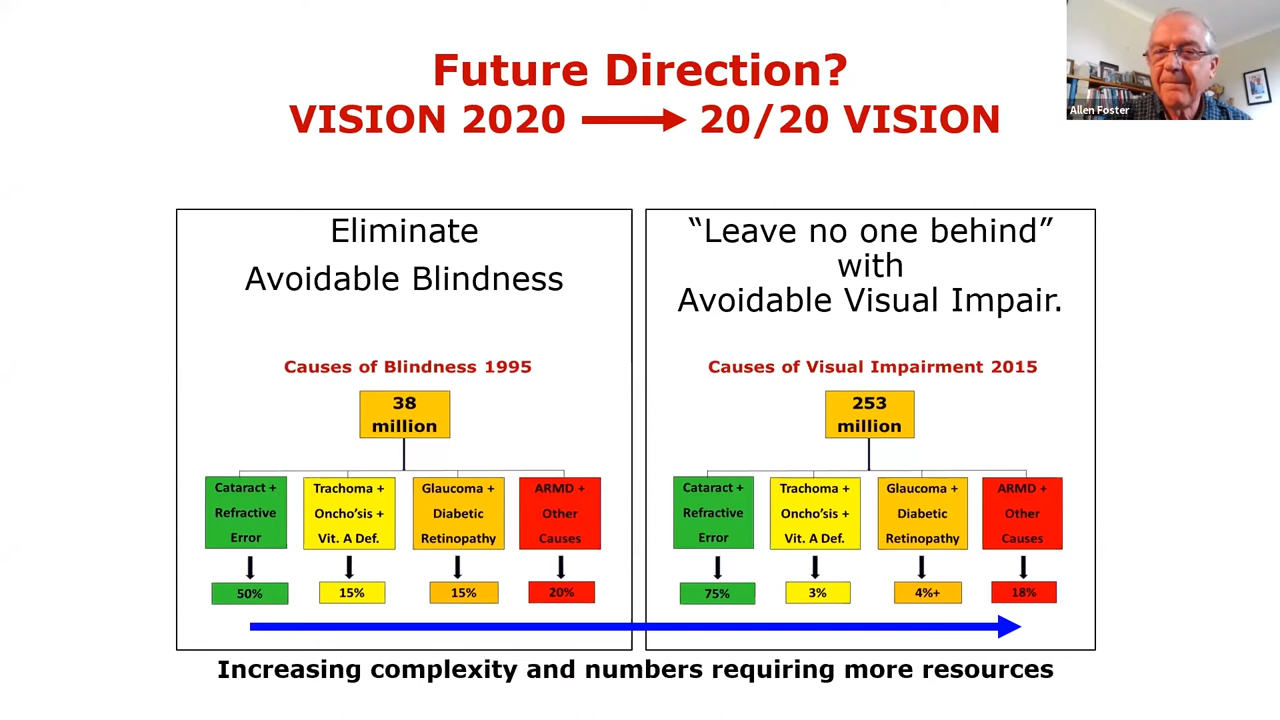 Future Direction?
VISION 2020 20/20 VISION
Allen Foster
Eliminate
Avoidable Blindness
Causes of Blindness 1995
38
million
Cataract +
Refractive
Error
Trachoma +
Oncho’sis +
Vit. A Def.
Glaucoma +
Diabetic
Retinopathy
ARMD +
Other
Causes
50%
15%
15%
20%
“Leave no one behind”
with
Avoidable Visual Impair.
Causes of Visual Impairment 2015
253
million
Cataract +
Refractive
Error
Trachoma +
Oncho’sis +
Vit. A Def.
Glaucoma +
Diabetic
Retinopathy
ARMD +
Other
Causes
75%
3%
4%+
18%
Increasing complexity and numbers requiring more resources